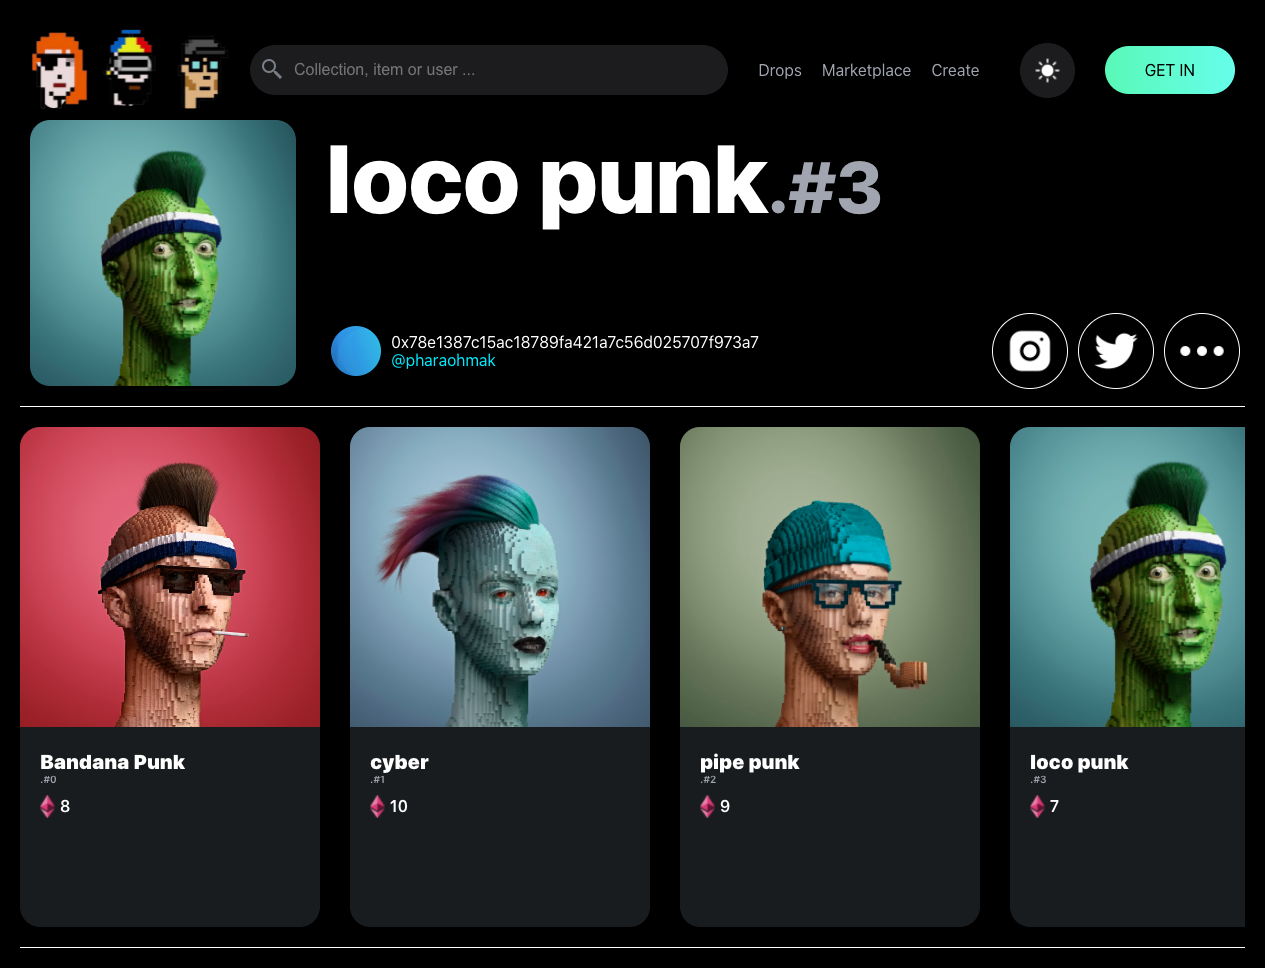 Collection, item or user ...
Drops
Marketplace
Create
GET IN
loco punk.#3
0x78e1387c15ac18789fa421a7c56d025707f973a7
@pharaohmak
Bandana Punk
.#0
8
cyber
.#1
10
pipe punk
.#2
9
loco punk
.#3
7